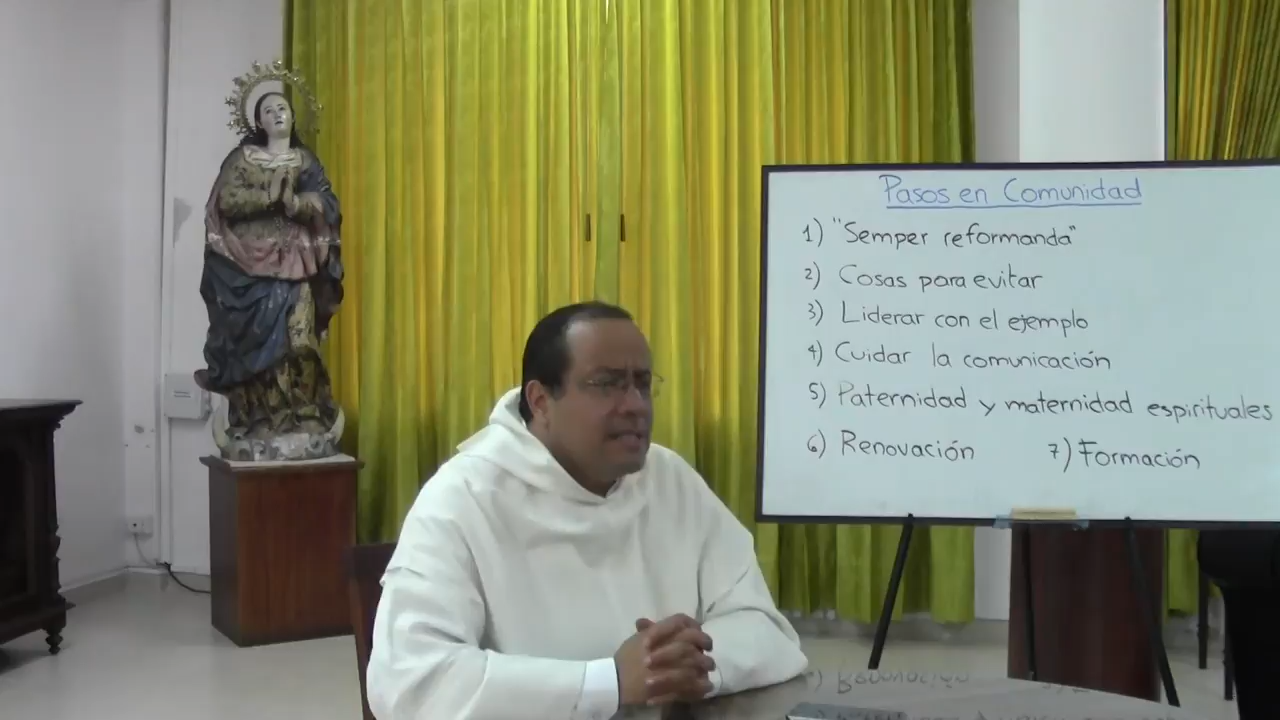 Pasos en Comunidad
1) "Semper reformanda"
2) Cosas para evitar
3) Liderar con el ejemplo
4) Cuidar la comunicación
5) Paternidad y maternidad espirituales
6) Renovación 7) Formación